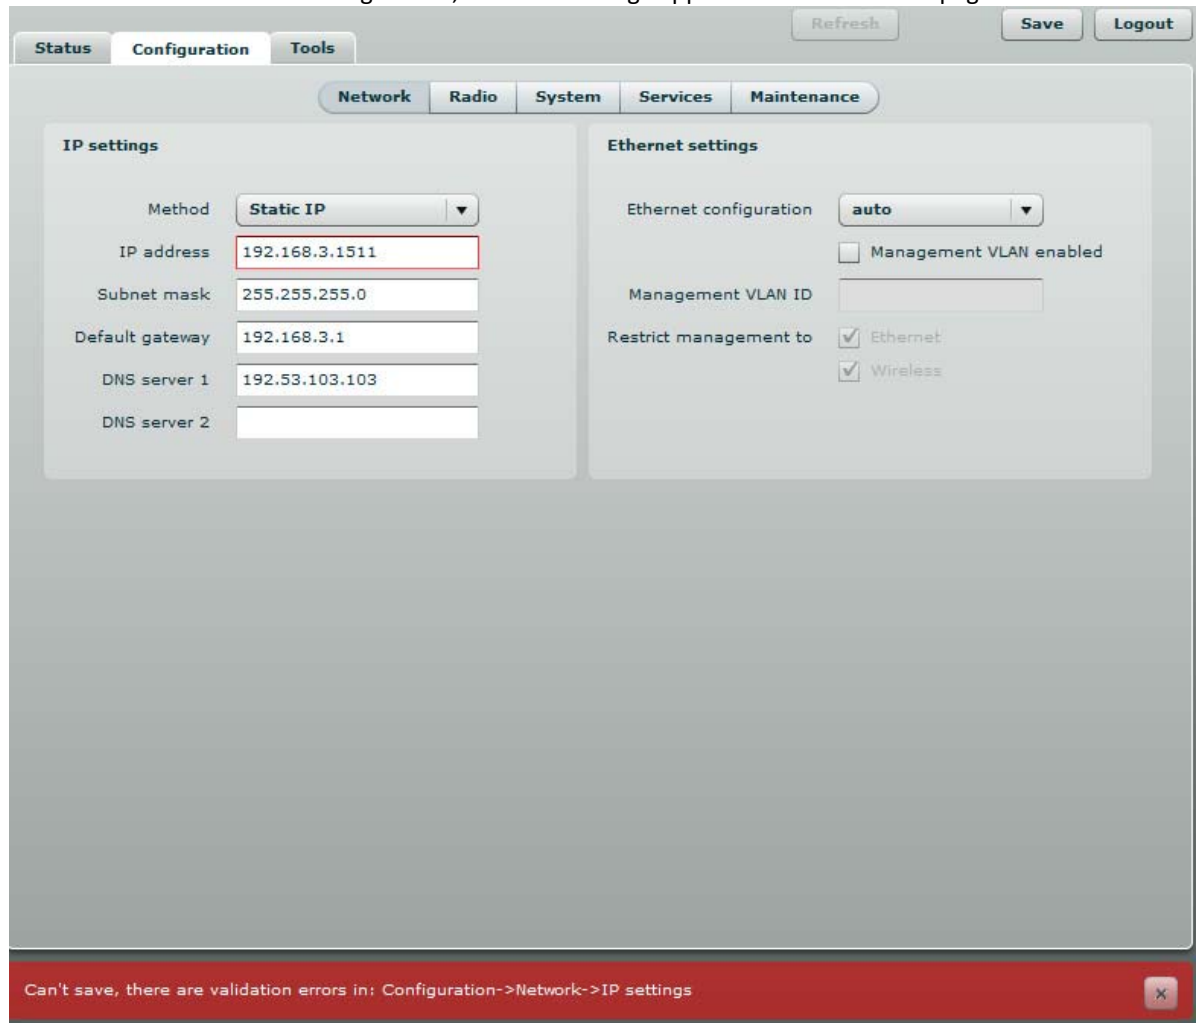 Refresh Save Logout
Status Configuration Tools
Network Radio System Services Maintenance
IP settings
Method Static IP
IP address 192.168.3.1511
Subnet mask 255.255.255.0
Default gateway 192.168.3.1
DNS server 1 192.53.103.103
DNS server 2
Ethernet settings
Ethernet configuration auto
Management VLAN enabled
Management VLAN ID
Restrict management to Ethernet
Wireless
Can't save, there are validation errors in: Configuration->Network->IP settings